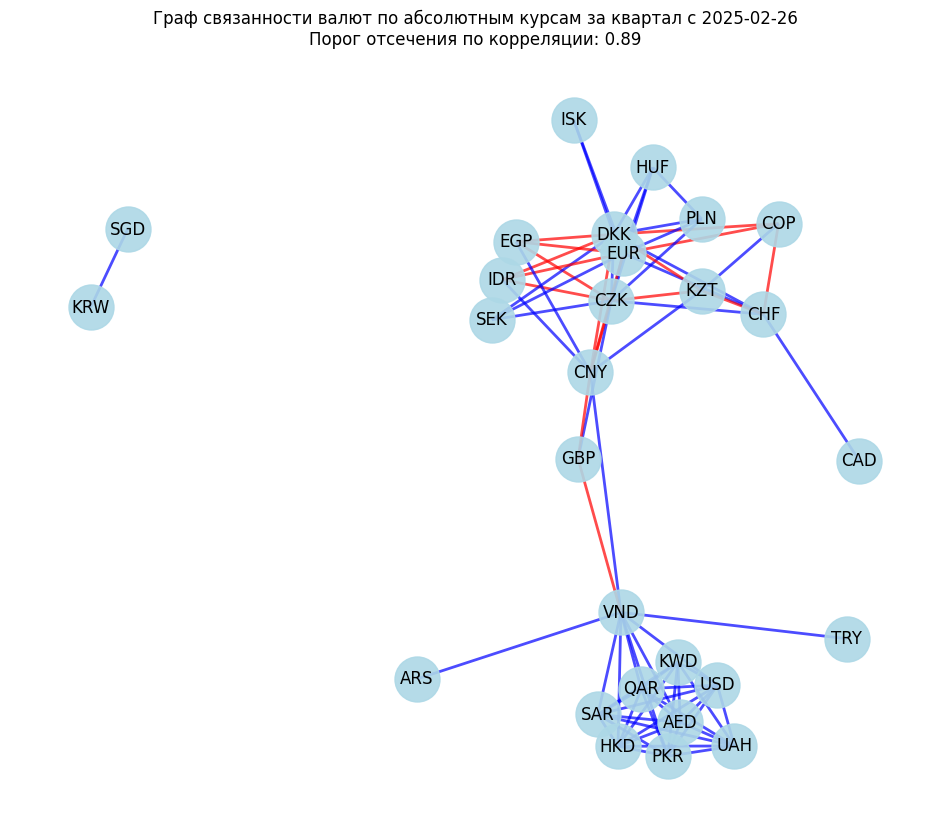 Граф связанности валют по абсолютным курсам за квартал с 2025-02-26
Порог отсечения по корреляции: 0.89
ISK
HUF
PLN
COP
SGD
DKK
EGP
EUR
IDR
KZT
CZK
KRW
CHF
SEK
CNY
GBP
CAD
VND
TRY
KWD
ARS
QAR
USD
SAR
AED
HKD
UAH
PKR